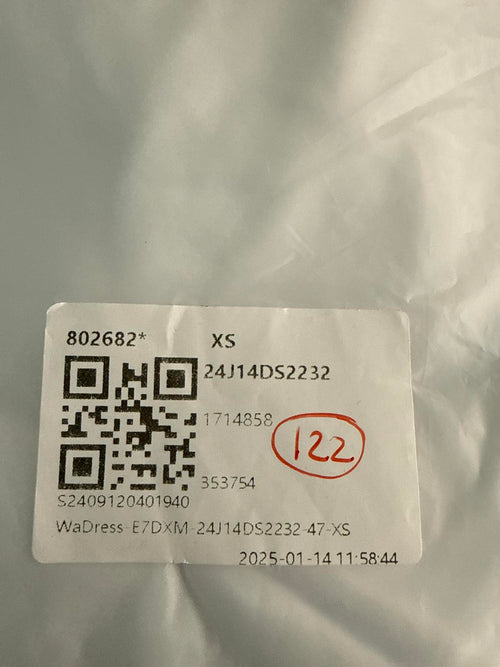 802682* XS
24J14DS2232
1714858
122
353754
S2409120401940
WaDress-E7DXM-24J14DS2232-47-XS
2025-01-14 11:58:44